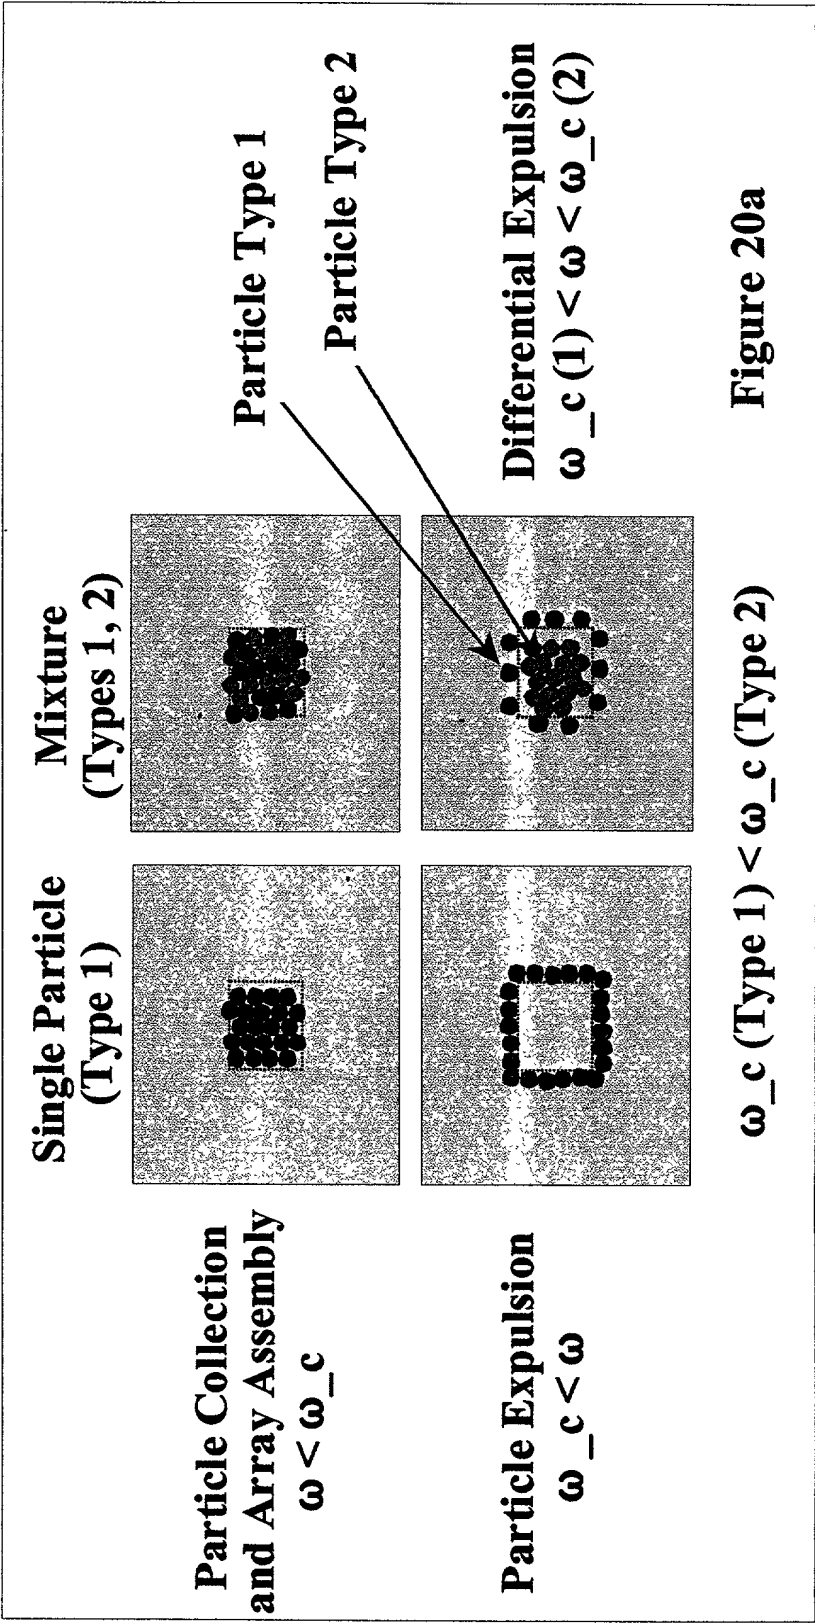 Single Particle
(Type 1)
Mixture
(Types 1, 2)
Particle Collection
and Array Assembly
ω < ω_c
Particle Type 1
Particle Type 2
Particle Expulsion
ω_c < ω
Differential Expulsion
ω_c (1) < ω < ω_c (2)
ω_c (Type 1) < ω_c (Type 2)
Figure 20a